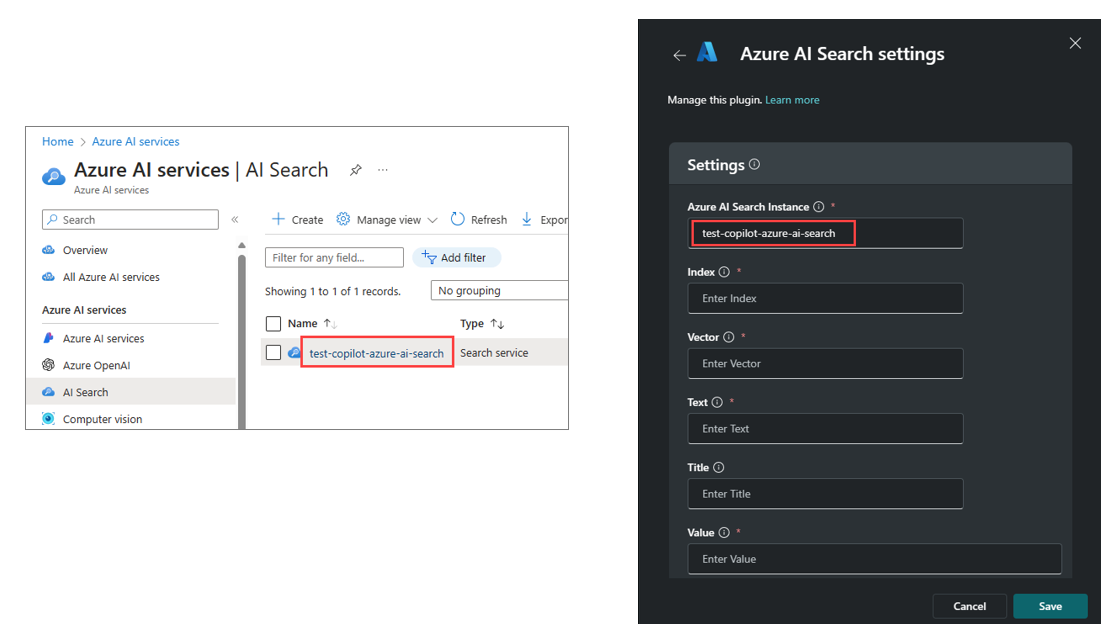 Home > Azure AI services
Azure AI services | AI Search
Azure AI services
Search
Overview
All Azure AI services
Azure AI services
Azure AI services
Azure OpenAI
AI Search
Computer vision
Create Manage view Refresh Expor
Filter for any field... Add filter
Showing 1 to 1 of 1 records. No grouping
Name Type
test-copilot-azure-ai-search Search service
Azure AI Search settings
Manage this plugin. Learn more
Settings
Azure AI Search Instance *
test-copilot-azure-ai-search
Index *
Enter Index
Vector *
Enter Vector
Text *
Enter Text
Title
Enter Title
Value *
Enter Value
Cancel Save